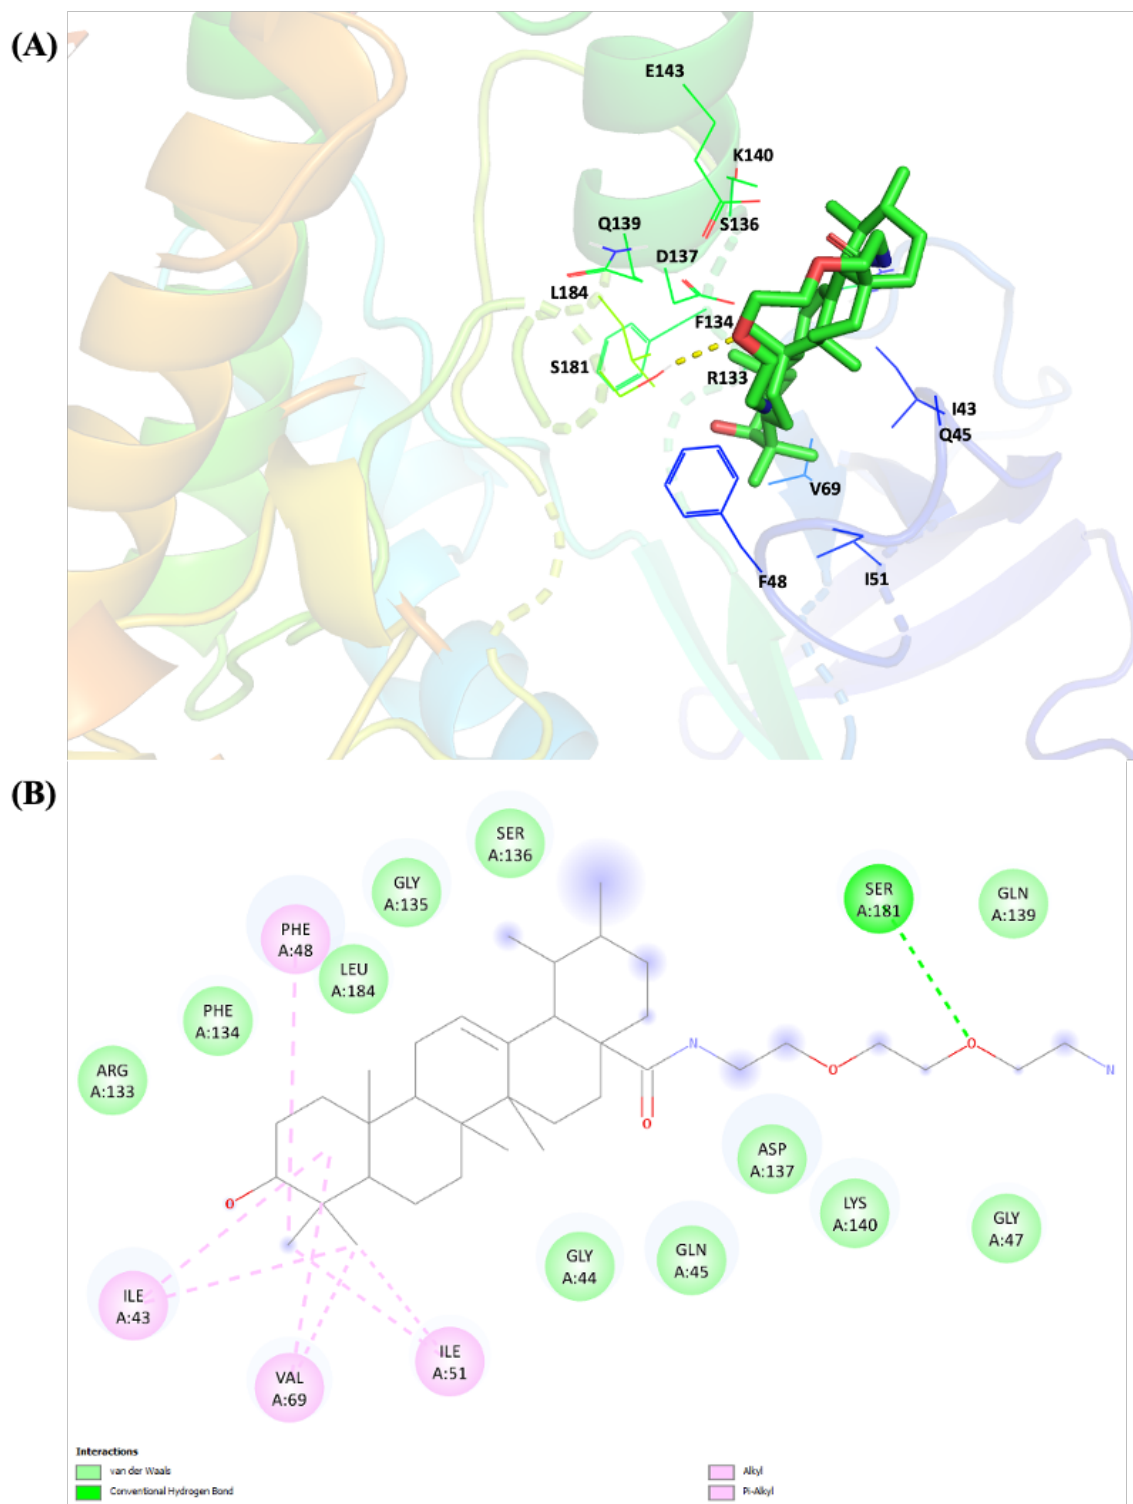 (A)
E143
K140
Q139
S136
D137
L184
F134
S181
R133
I43
Q45
V69
F48
I51
(B)
SER
A:136
SER
A:181
GLN
A:139
GLY
A:135
PHE
A:48
LEU
A:184
PHE
A:134
ARG
A:133
N
O
O
N
O
ASP
A:137
LYS
A:140
GLY
A:47
O
GLY
A:44
GLN
A:45
ILE
A:43
ILE
A:51
VAL
A:69
Interactions
van der Waals
Conventional Hydrogen Bond
Alkyl
Pi-Alkyl